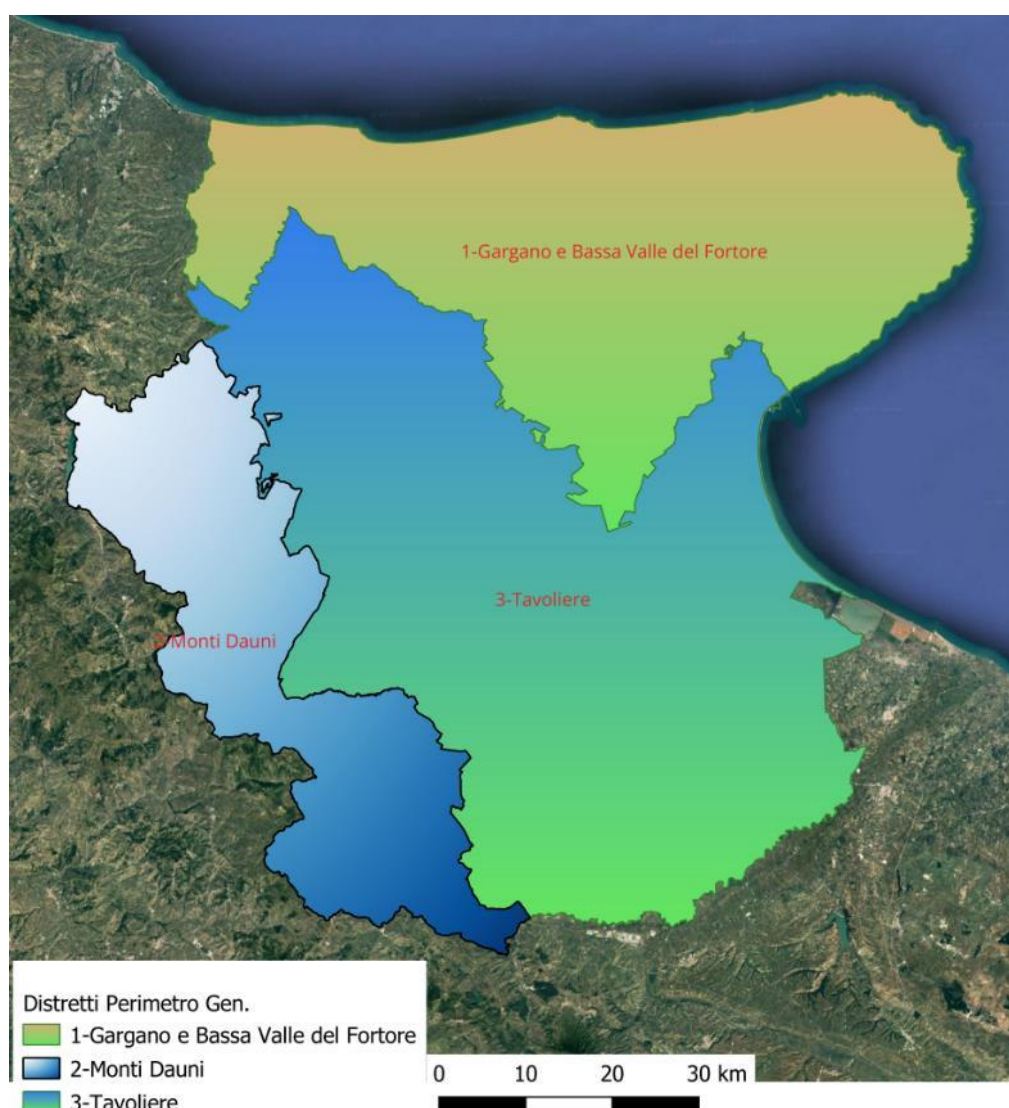 1-Gargano e Bassa Valle del Fortore
3-Tavoliere
2-Monti Dauni
Distretti Perimetro Gen.
1-Gargano e Bassa Valle del Fortore
2-Monti Dauni
3-Tavoliere
0 10 20 30 km